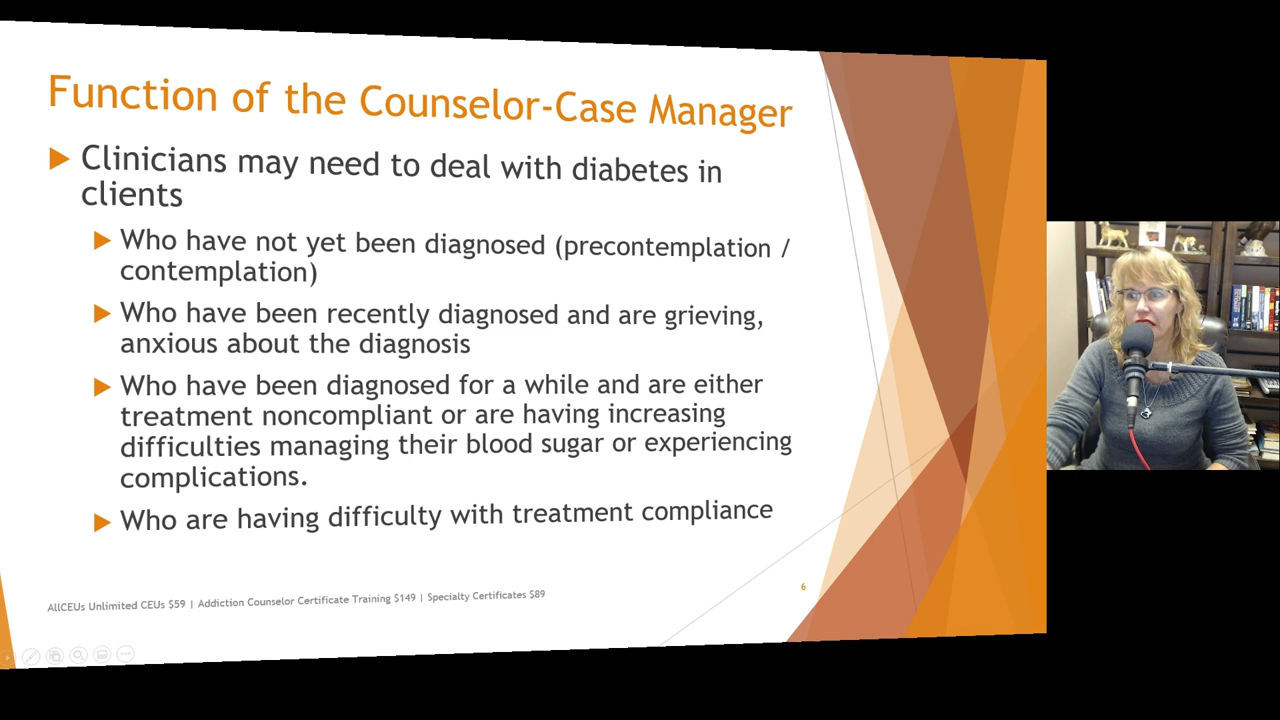 Function of the Counselor-Case Manager
Clinicians may need to deal with diabetes in
clients
Who have not yet been diagnosed (precontemplation /
contemplation)
Who have been recently diagnosed and are grieving,
anxious about the diagnosis
Who have been diagnosed for a while and are either
treatment noncompliant or are having increasing
difficulties managing their blood sugar or experiencing
complications.
Who are having difficulty with treatment compliance
6
AllCEUs Unlimited CEUs $59 | Addiction Counselor Certificate Training $149 | Specialty Certificates $89